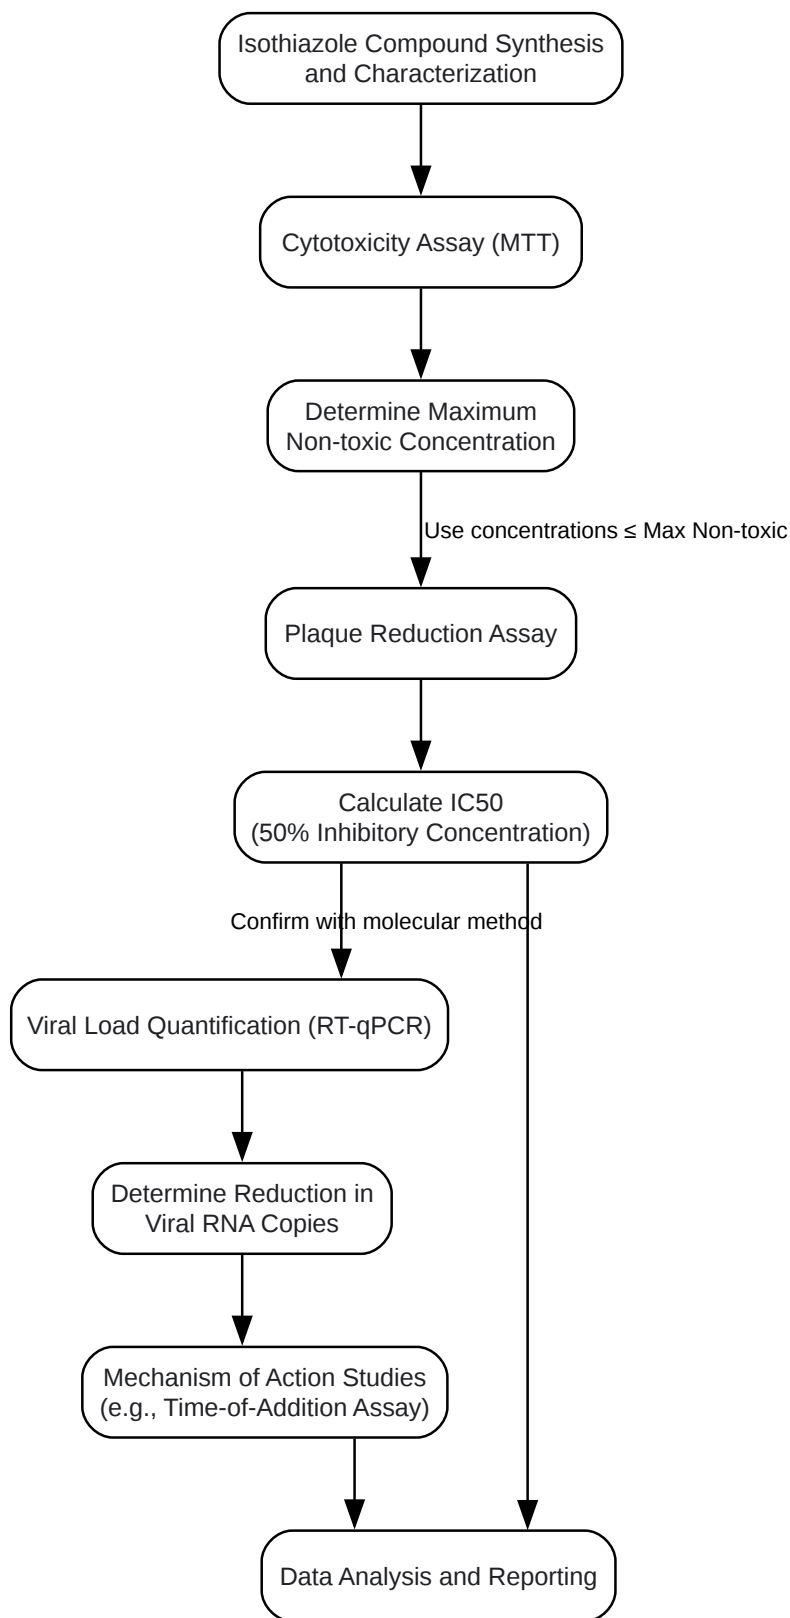 Isothiazole Compound Synthesis
and Characterization
Cytotoxicity Assay (MTT)
Determine Maximum
Non-toxic Concentration
Use concentrations ≤ Max Non-toxic
Plaque Reduction Assay
Calculate IC50
(50% Inhibitory Concentration)
Confirm with molecular method
Viral Load Quantification (RT-qPCR)
Determine Reduction in
Viral RNA Copies
Mechanism of Action Studies
(e.g., Time-of-Addition Assay)
Data Analysis and Reporting